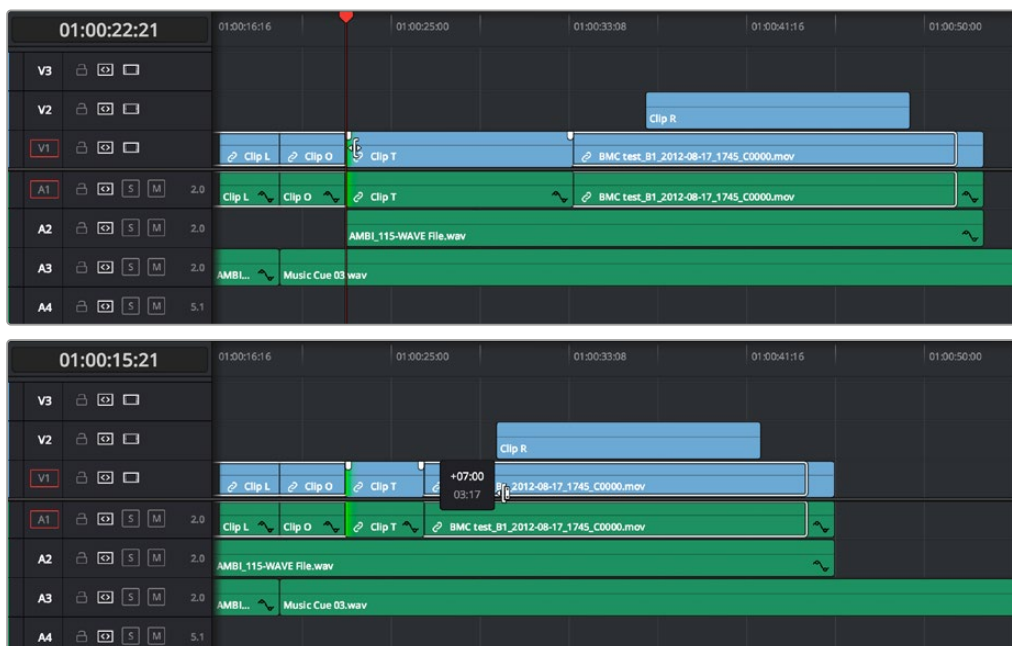 01:00:22:21 01:00:16:16 01:00:25:00 01:00:33:08 01:00:41:16 01:00:50:00
V3
V2 Clip R
V1 Clip L Clip O Clip T BMC test_B1_2012-08-17_1745_C0000.mov
A1 S M 2.0 Clip L Clip O Clip T BMC test_B1_2012-08-17_1745_C0000.mov
A2 S M 2.0 AMBI_115-WAVE File.wav
A3 S M 2.0 AMBI... Music Cue 03.wav
A4 S M 5.1
01:00:15:21 01:00:16:16 01:00:25:00 01:00:33:08 01:00:41:16 01:00:50:00
V3
V2 Clip R
+07:00
V1 Clip L Clip O Clip T 2012-08-17_1745_C0000.mov
03:17
A1 S M 2.0 Clip L Clip O Clip T BMC test_B1_2012-08-17_1745_C0000.mov
A2 S M 2.0 AMBI_115-WAVE File.wav
A3 S M 2.0 AMBI... Music Cue 03.wav
A4 S M 5.1